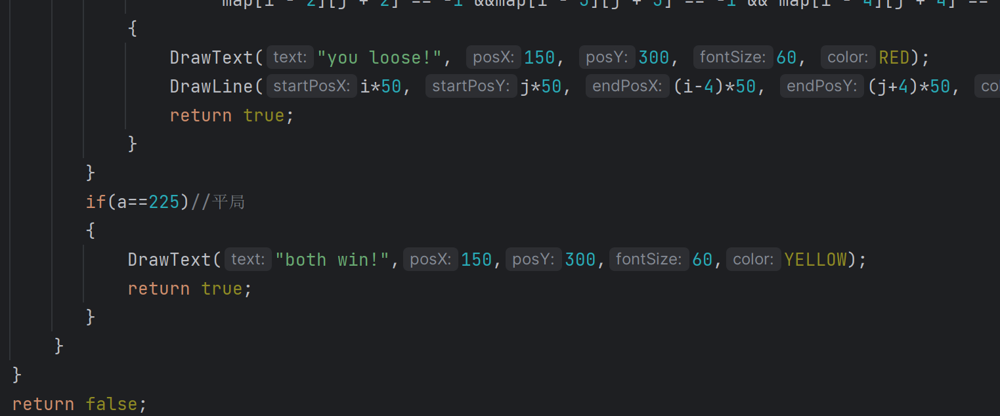 map[i - 2][j + 2] == -1 &&map[i - 3][j + 3] == -1 && map[i - 4][j + 4] ==
{
DrawText( text: "you loose!", posX: 150, posY: 300, fontSize: 60, color: RED);
DrawLine( startPosX: i*50, startPosY: j*50, endPosX: (i-4)*50, endPosY: (j+4)*50, co
return true;
}
}
if(a==225)//平局
{
DrawText( text: "both win!", posX: 150, posY: 300, fontSize: 60, color: YELLOW);
return true;
}
}
}
return false;